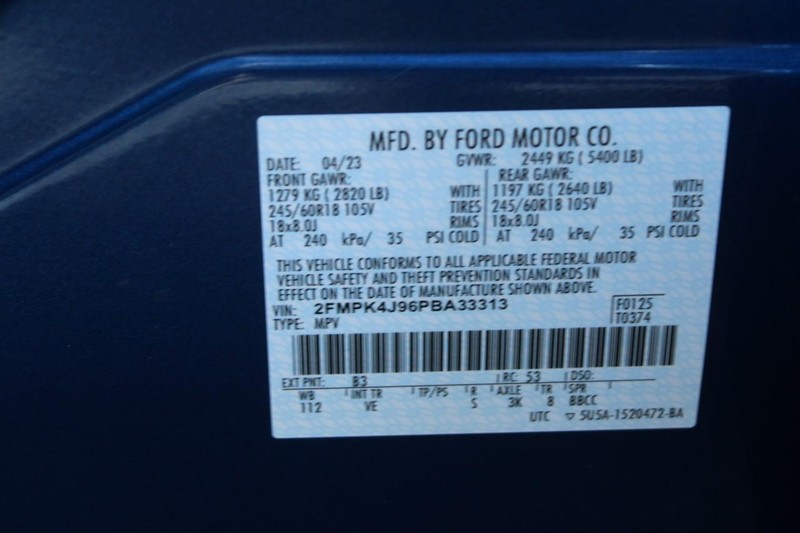 MFD. BY FORD MOTOR CO.
DATE: 04/23 GVWR: 2449 KG ( 5400 LB)
FRONT GAWR: REAR GAWR:
1279 KG ( 2820 LB) WITH 1197 KG ( 2640 LB) WITH
245/60R18 105V TIRES 245/60R18 105V TIRES
18x8.0J RIMS 18x8.0J RIMS
AT 240 kPa/ 35 PSI COLD AT 240 kPa/ 35 PSI COLD
THIS VEHICLE CONFORMS TO ALL APPLICABLE FEDERAL MOTOR
VEHICLE SAFETY AND THEFT PREVENTION STANDARDS IN
EFFECT ON THE DATE OF MANUFACTURE SHOWN ABOVE.
VIN: 2FMPK4J96PBA33313 F0125
TYPE: MPV T0374
EXT PNT: B3 RC: 53 DSO:
WB INT TR TP/PS R AXLE TR SPR
112 VE S 3K 8 BBCC
UTC ▽ 5U5A-1520472-BA